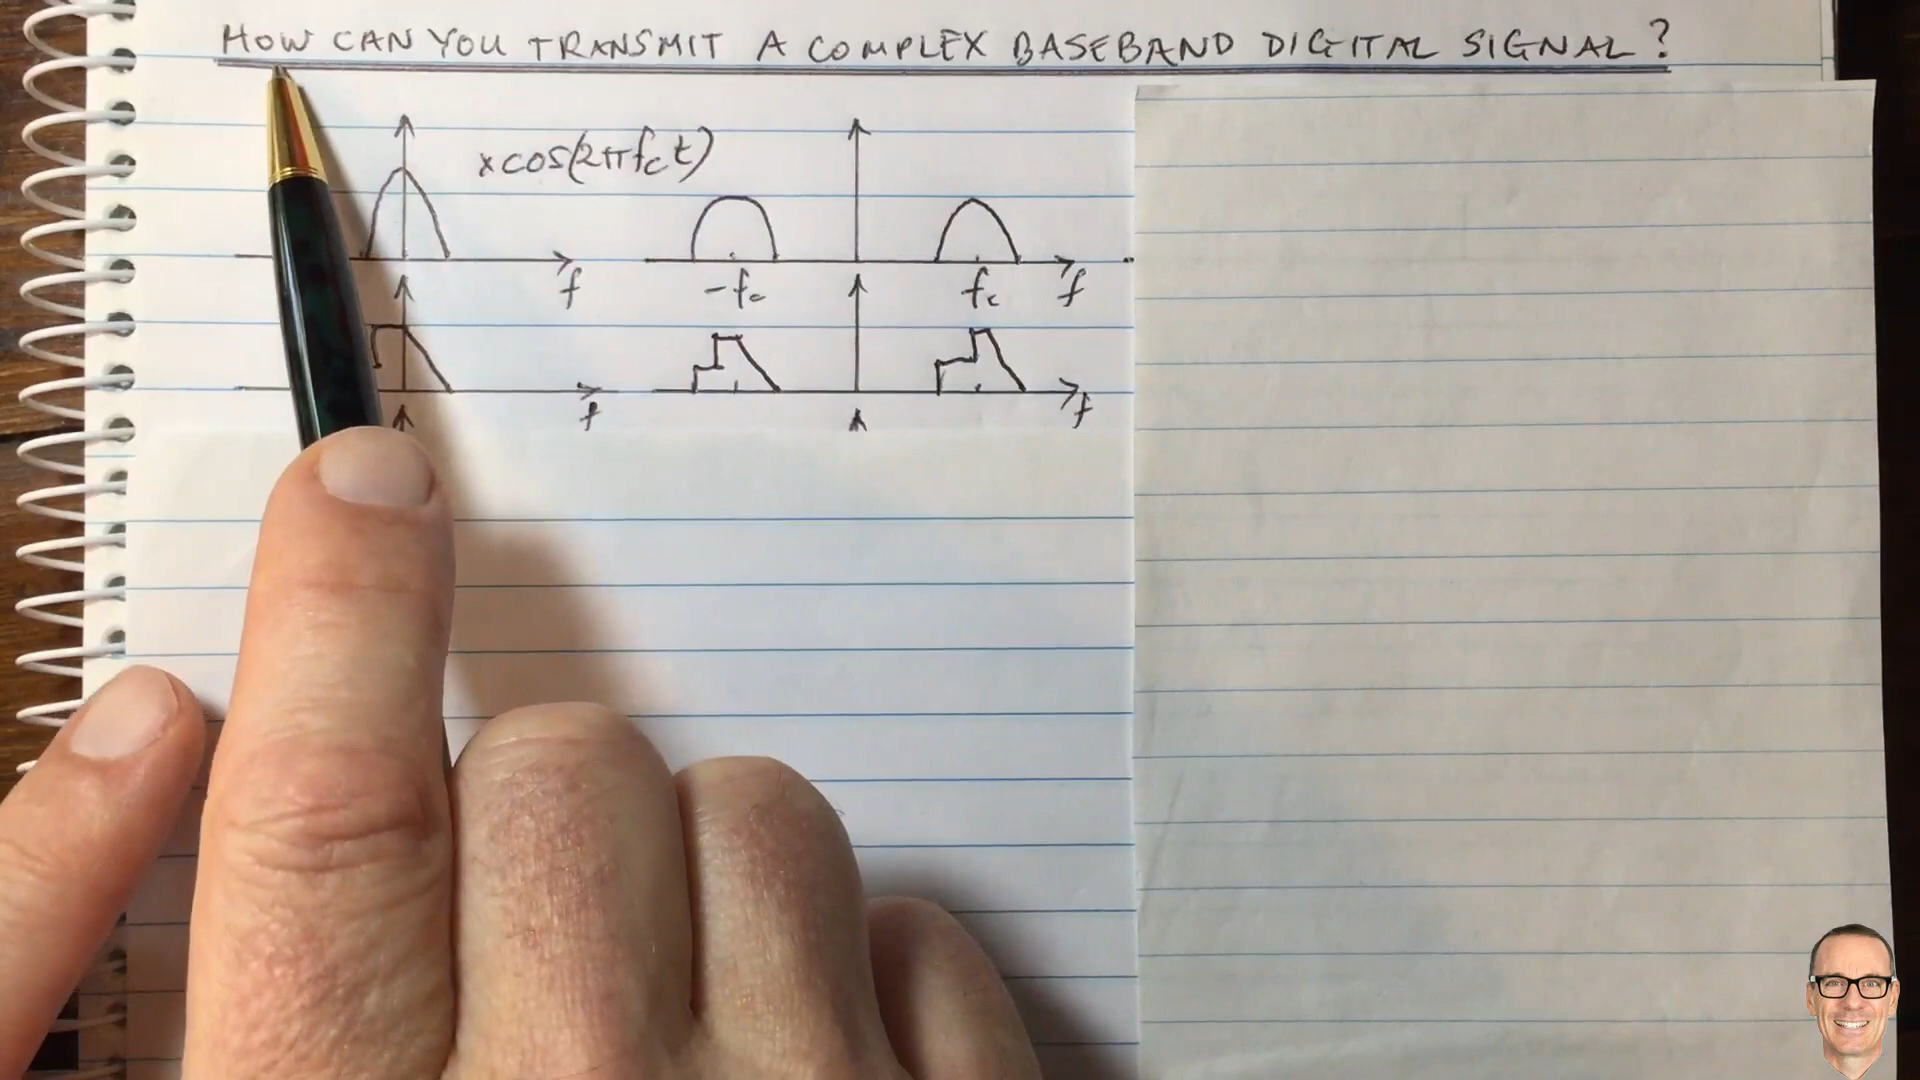 HOW CAN YOU TRANSMIT A COMPLEX BASEBAND DIGITAL SIGNAL?
×cos(2πfct)
f -fc fc f
f f